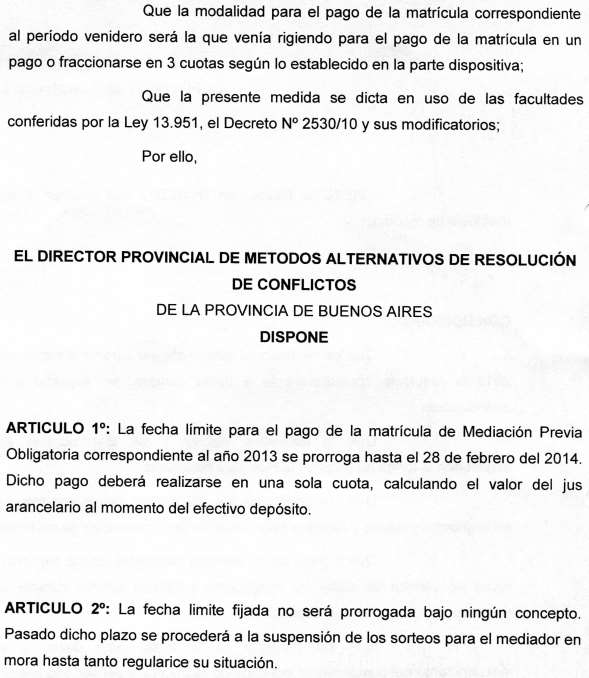 Que la modalidad para el pago de la matrícula correspondiente
al período venidero será la que venía rigiendo para el pago de la matrícula en un
pago o fraccionarse en 3 cuotas según lo establecido en la parte dispositiva;
Que la presente medida se dicta en uso de las facultades
conferidas por la Ley 13.951, el Decreto Nº 2530/10 y sus modificatorios;
Por ello,
EL DIRECTOR PROVINCIAL DE METODOS ALTERNATIVOS DE RESOLUCIÓN
DE CONFLICTOS
DE LA PROVINCIA DE BUENOS AIRES
DISPONE
ARTICULO 1º: La fecha límite para el pago de la matrícula de Mediación Previa
Obligatoria correspondiente al año 2013 se prorroga hasta el 28 de febrero del 2014.
Dicho pago deberá realizarse en una sola cuota, calculando el valor del jus
arancelario al momento del efectivo depósito.
ARTICULO 2º: La fecha limite fijada no será prorrogada bajo ningún concepto.
Pasado dicho plazo se procederá a la suspensión de los sorteos para el mediador en
mora hasta tanto regularice su situación.